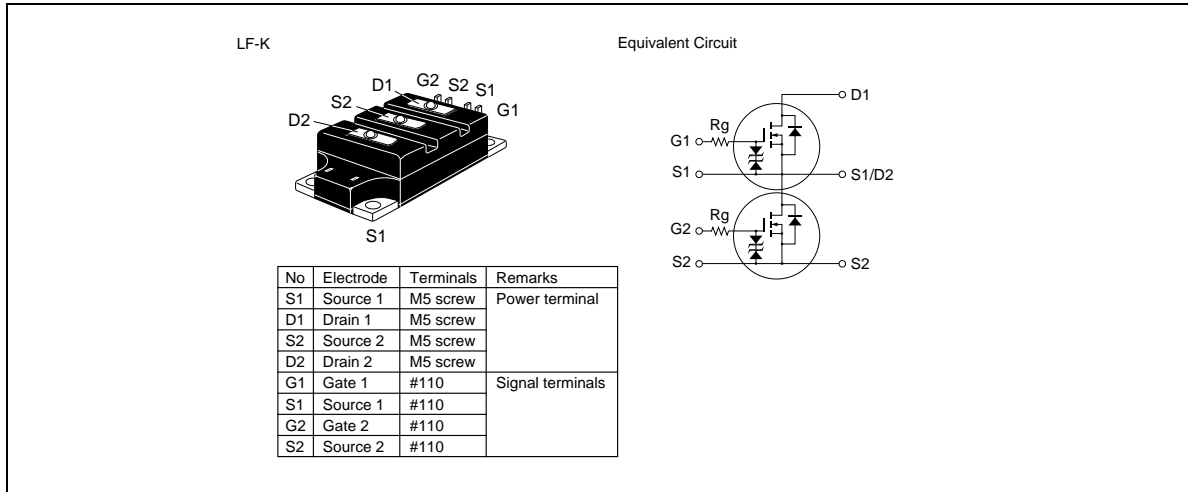 LF-K
Equivalent Circuit
D1 G2 S2 S1
S2 G1
D2
S1
D1
Rg
G1
S1 S1/D2
Rg
G2
S2 S2
No Electrode Terminals Remarks
S1 Source 1 M5 screw Power terminal
D1 Drain 1 M5 screw
S2 Source 2 M5 screw
D2 Drain 2 M5 screw
G1 Gate 1 #110 Signal terminals
S1 Source 1 #110
G2 Gate 2 #110
S2 Source 2 #110